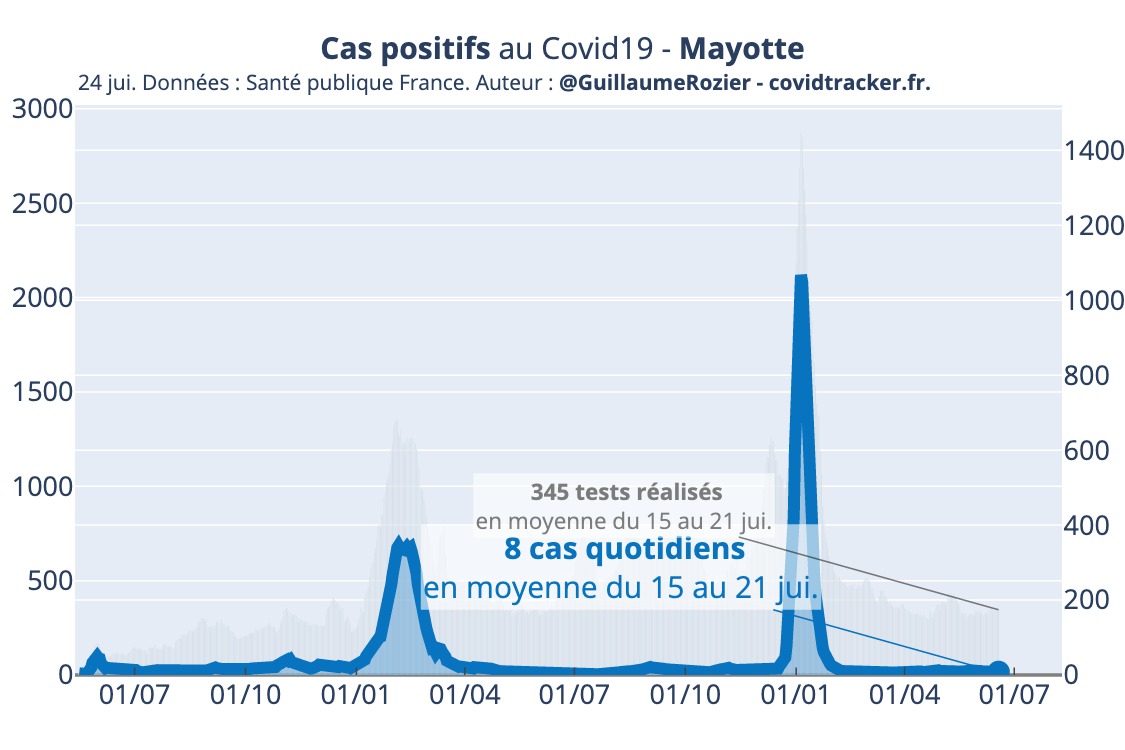 Cas positifs au Covid19 - Mayotte
24 jui. Données : Santé publique France. Auteur : @GuillaumeRozier - covidtracker.fr.
3000
2500
2000
1500
1000
500
0
1400
1200
1000
800
600
400
200
0
345 tests réalisés
en moyenne du 15 au 21 jui.
8 cas quotidiens
en moyenne du 15 au 21 jui.
01/07 01/10 01/01 01/04 01/07 01/10 01/01 01/04 01/07